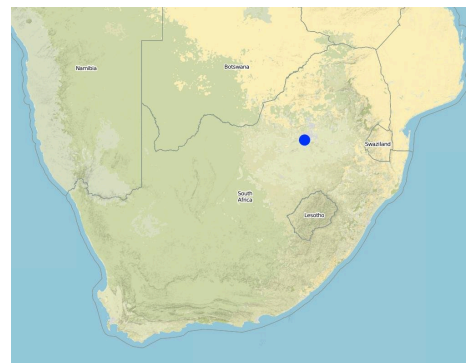 Namibia
Botswana
Swaziland
South
Africa
Lesotho